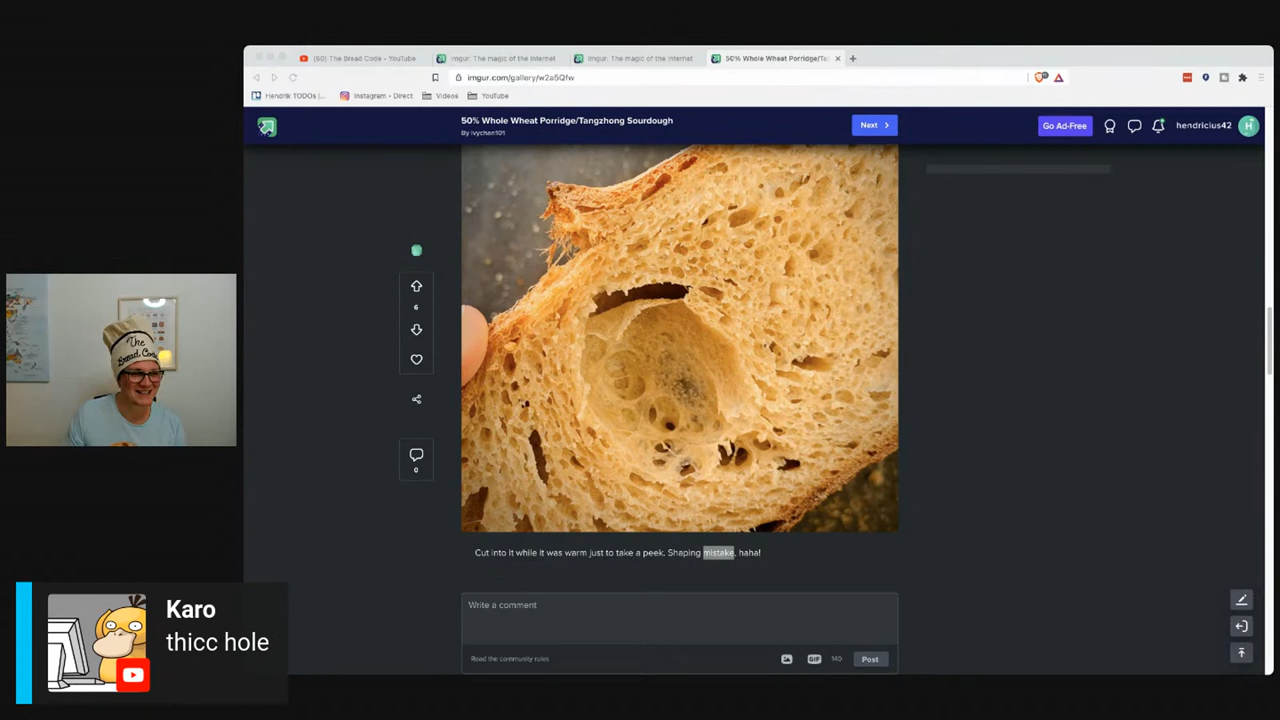 (60) The Bread Code - YouTube
Imgur: The magic of the Internet
Imgur: The magic of the Internet
50% Whole Wheat Porridge/Ta
imgur.com/gallery/w2a5Qfw
Hendrik TODOs |...
Instagram • Direct
Videos
YouTube
50% Whole Wheat Porridge/Tangzhong Sourdough
By ivychan101
Next
Go Ad-Free
hendricius42
H
6
0
The
Bread Code
Cut into it while it was warm just to take a peek. Shaping mistake, haha!
Write a comment
Read the community rules
GIF
140
Post
Karo
thicc hole